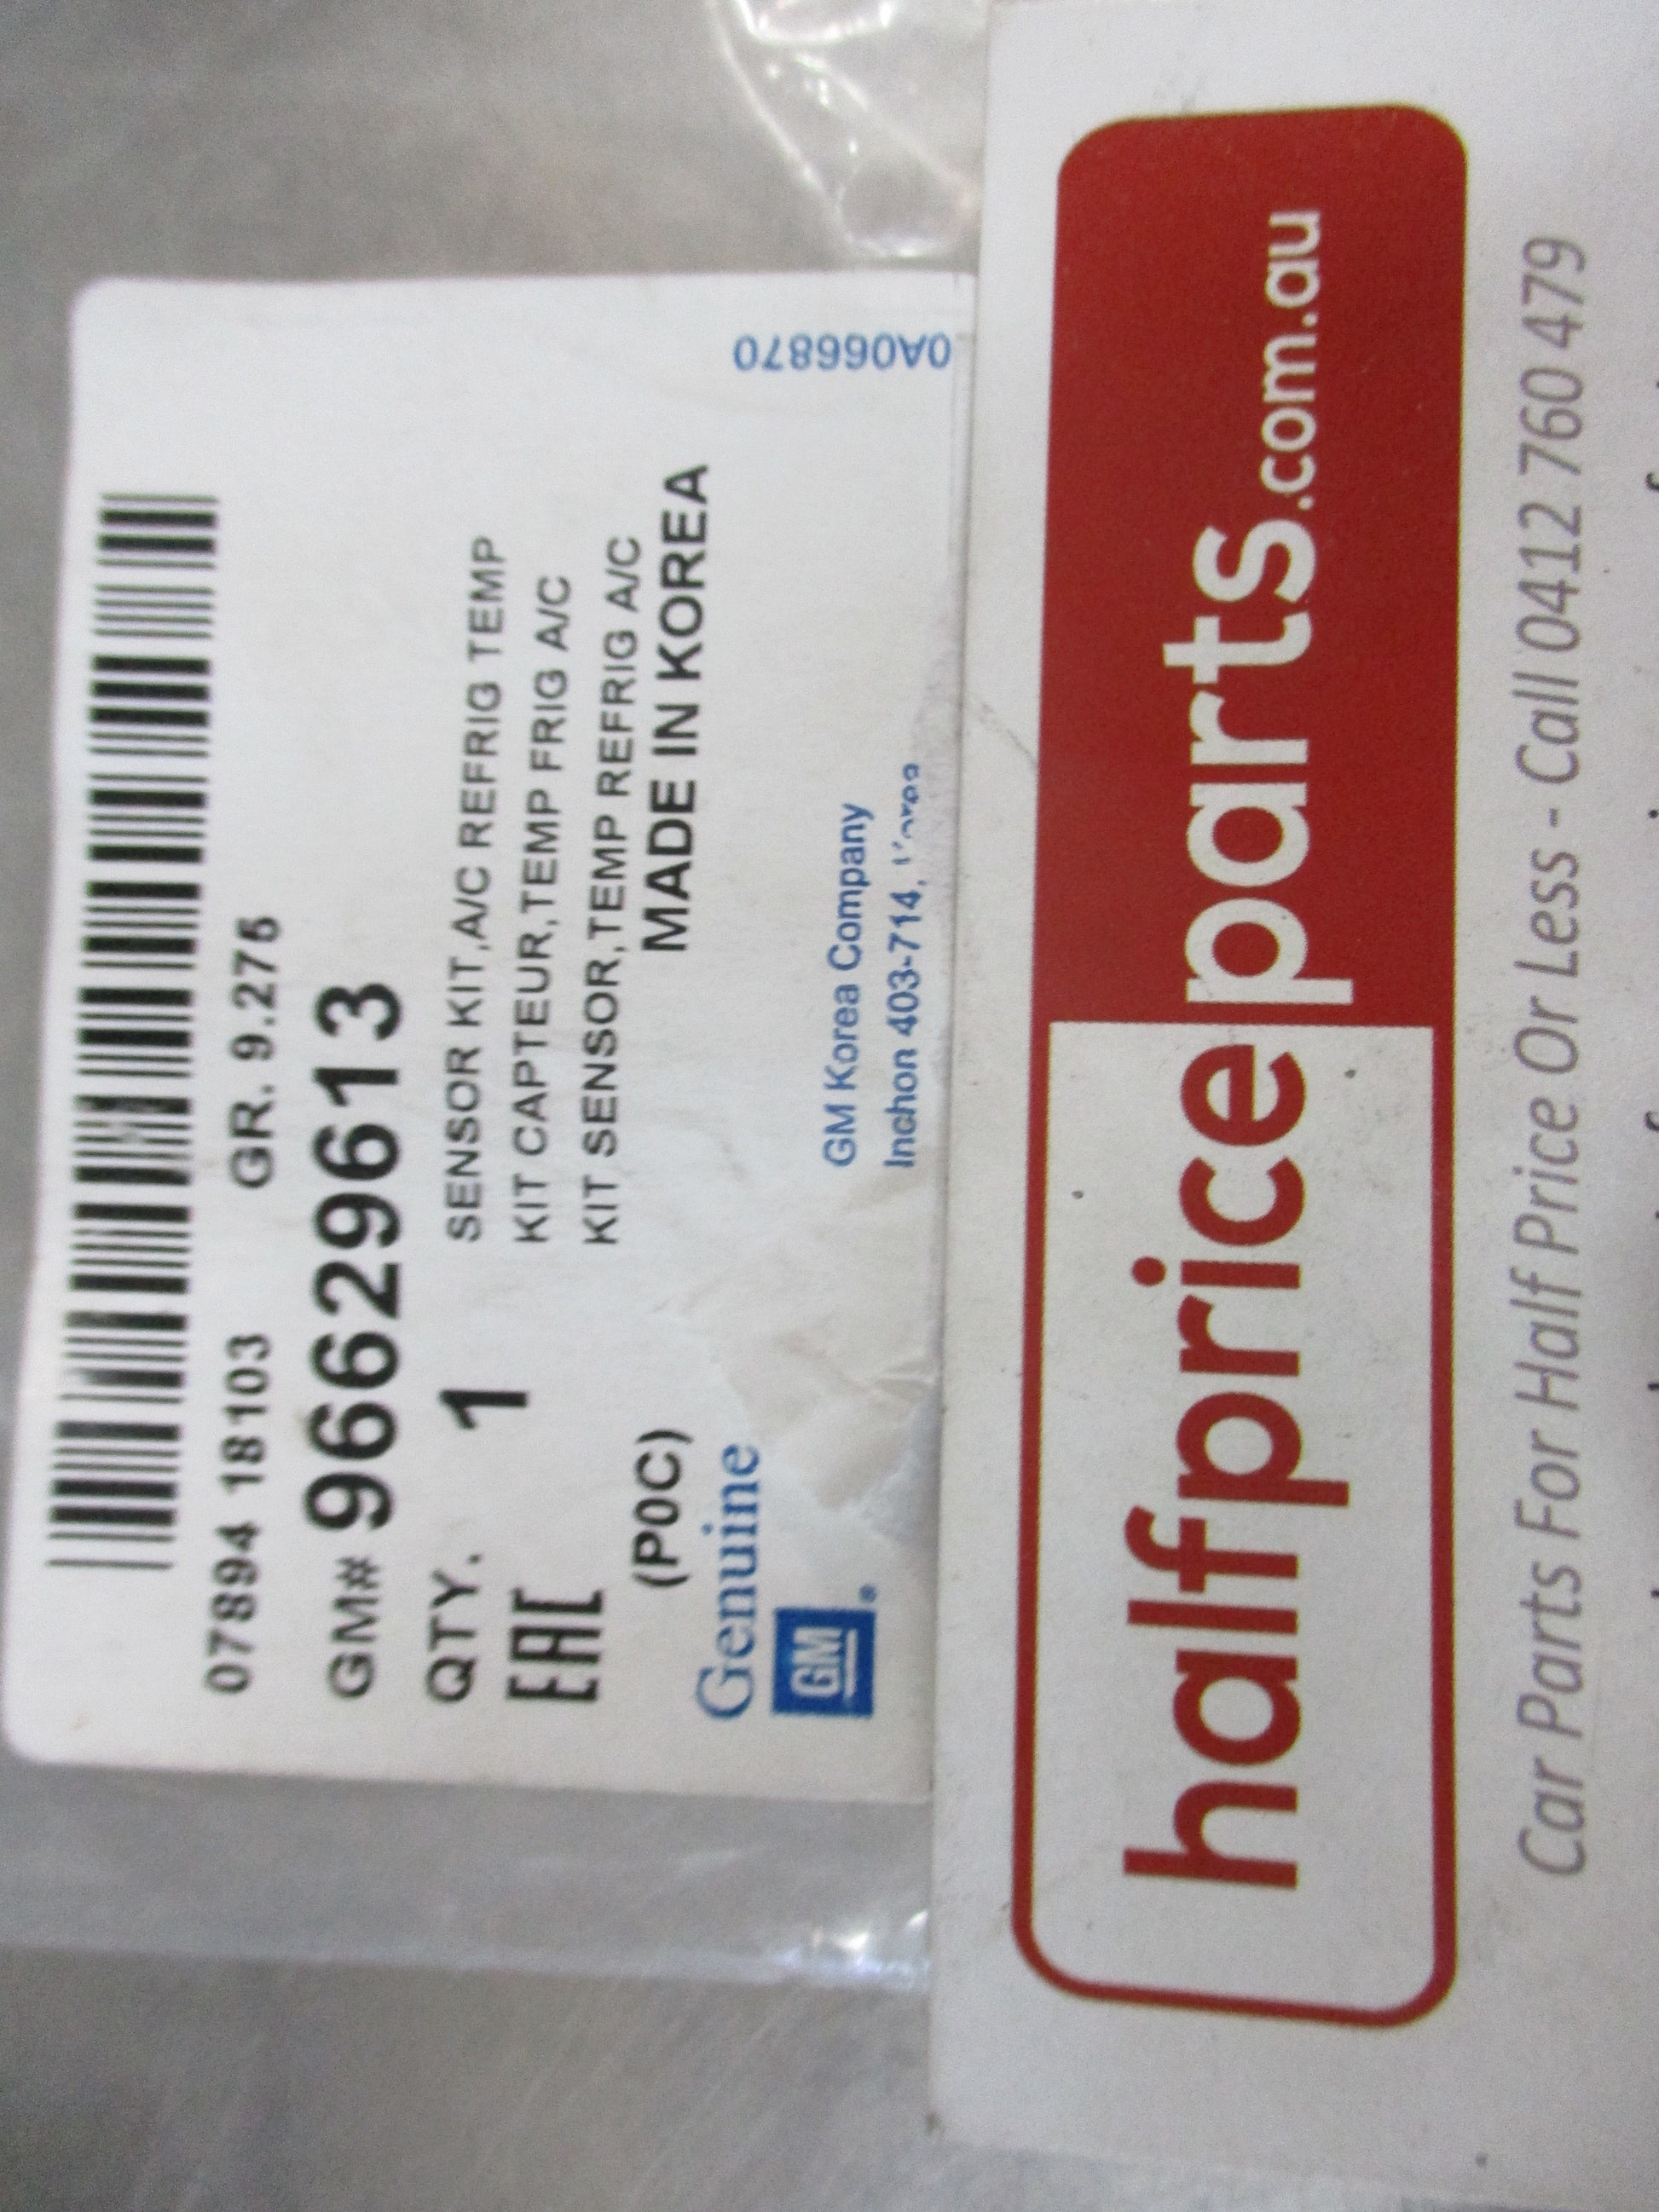 07894 18103 GR. 9.275
GM# 96629613
QTY. 1
SENSOR KIT,A/C REFRIG TEMP
KIT CAPTEUR,TEMP FRIG A/C
KIT SENSOR,TEMP REFRIG A/C
MADE IN KOREA
EAC
(P0C)
Genuine
GM
GM Korea Company
Inchon 403-714,
0A066870
halfpriceparts.com.au
Car Parts For Half Price Or Less - Call 0412 760 479